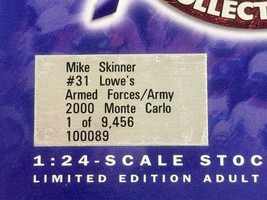 COLLECT
Mike Skinner
#31 Lowe's
Armed Forces/Army
2000 Monte Carlo
1 of 9,456
100089
1:24-SCALE STOC
LIMITED EDITION ADULT